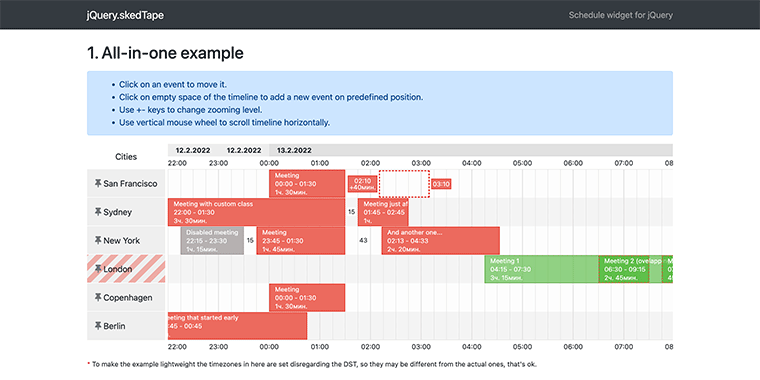 jQuery.skedTape
Schedule widget for jQuery
1. All-in-one example
Click on an event to move it.
Click on empty space of the timeline to add a new event on predefined position.
Use +- keys to change zooming level.
Use vertical mouse wheel to scroll timeline horizontally.
Cities
12.2.2022 12.2.2022 13.2.2022
22:00 23:00 00:00 01:00 02:00 03:00 04:00 05:00 06:00 07:00 08
San Francisco
Meeting
00:00 - 01:30
1ч. 30мин.
02:10
+40мин.
03:10
Sydney
Meeting with custom class
22:00 - 01:30
3ч. 30мин.
15
Meeting just af
01:45 - 02:45
1ч.
New York
Disabled meeting
22:15 - 23:30
1ч. 15мин.
15
Meeting
23:45 - 01:30
1ч. 45мин.
43
And another one...
02:13 - 04:33
2ч. 20мин.
London
Meeting 1
04:15 - 07:30
3ч. 15мин.
Meeting 2 (overlapp
06:30 - 09:15
2ч. 45мин.
Copenhagen
Meeting
00:00 - 01:30
1ч. 30мин.
Berlin
eeting that started early
:45 - 00:45
22:00 23:00 00:00 01:00 02:00 03:00 04:00 05:00 06:00 07:00 08
* To make the example lightweight the timezones in here are set disregarding the DST, so they may be different from the actual ones, that's ok.